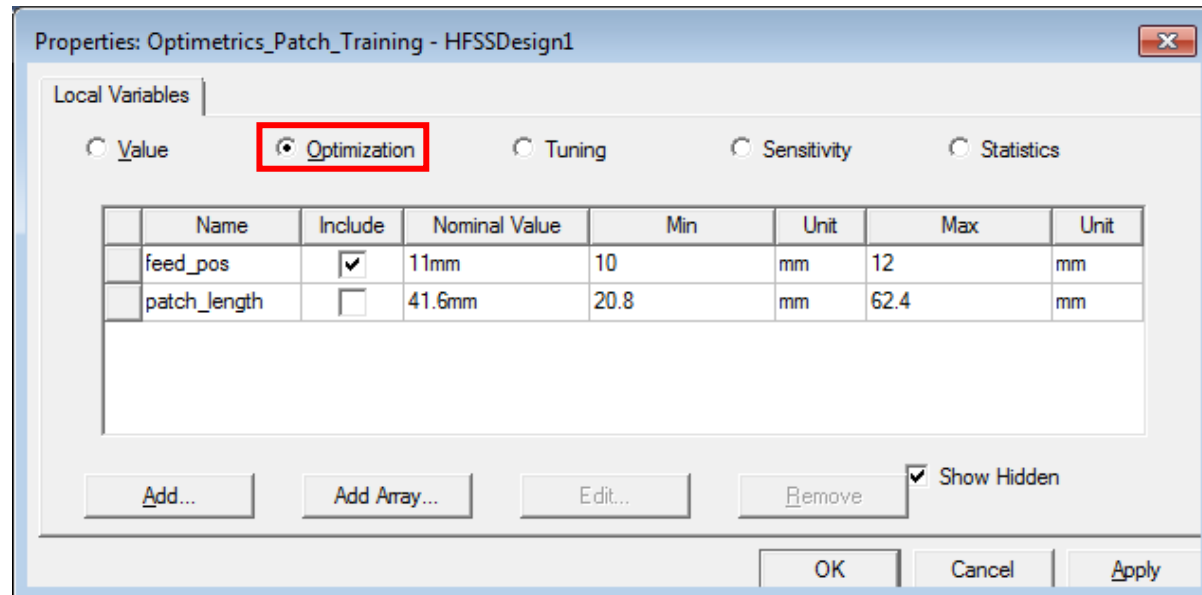 Properties: Optimetrics_Patch_Training - HFSSDesign1
Local Variables
Value Optimization Tuning Sensitivity Statistics
Name Include Nominal Value Min Unit Max Unit
feed_pos 11mm 10 mm 12 mm
patch_length 41.6mm 20.8 mm 62.4 mm
Show Hidden
Add... Add Array... Edit... Remove
OK Cancel Apply